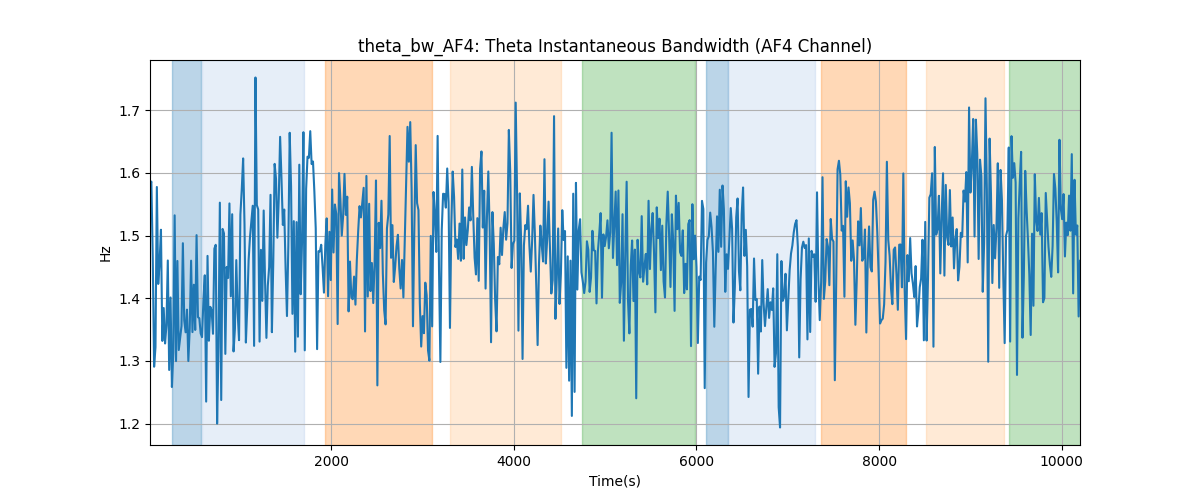 theta_bw_AF4: Theta Instantaneous Bandwidth (AF4 Channel)
1.7
1.6
1.5
1.4
1.3
1.2
Hz
2000 4000 6000 8000 10000
Time(s)